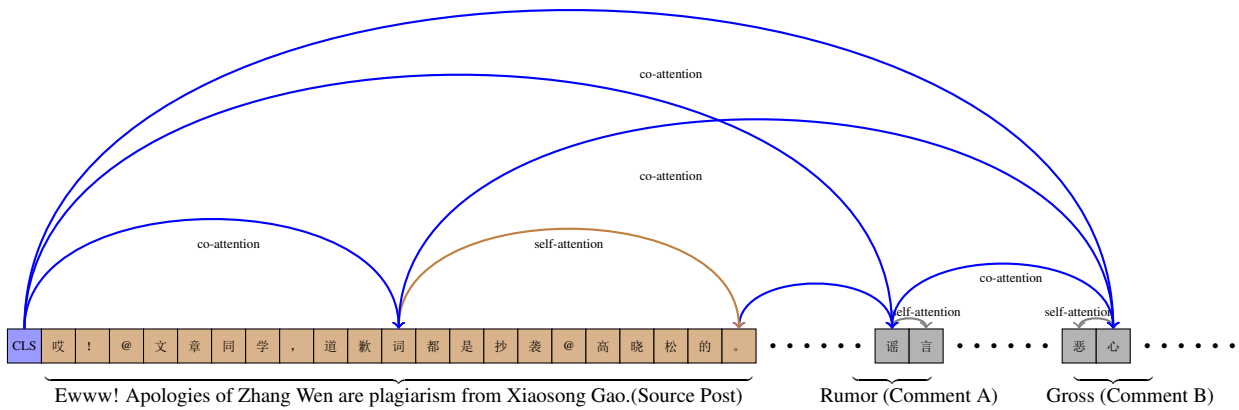 co-attention
co-attention
co-attention
self-attention
co-attention
self-attention
self-attention
CLS 哎 ! @ 文 章 同 学 , 道 歉 词 都 是 抄 袭 @ 高 晓 松 的 。 …… 谣 言 …… 恶 心 ……
Ewww! Apologies of Zhang Wen are plagiarism from Xiaosong Gao.(Source Post)
Rumor (Comment A)
Gross (Comment B)